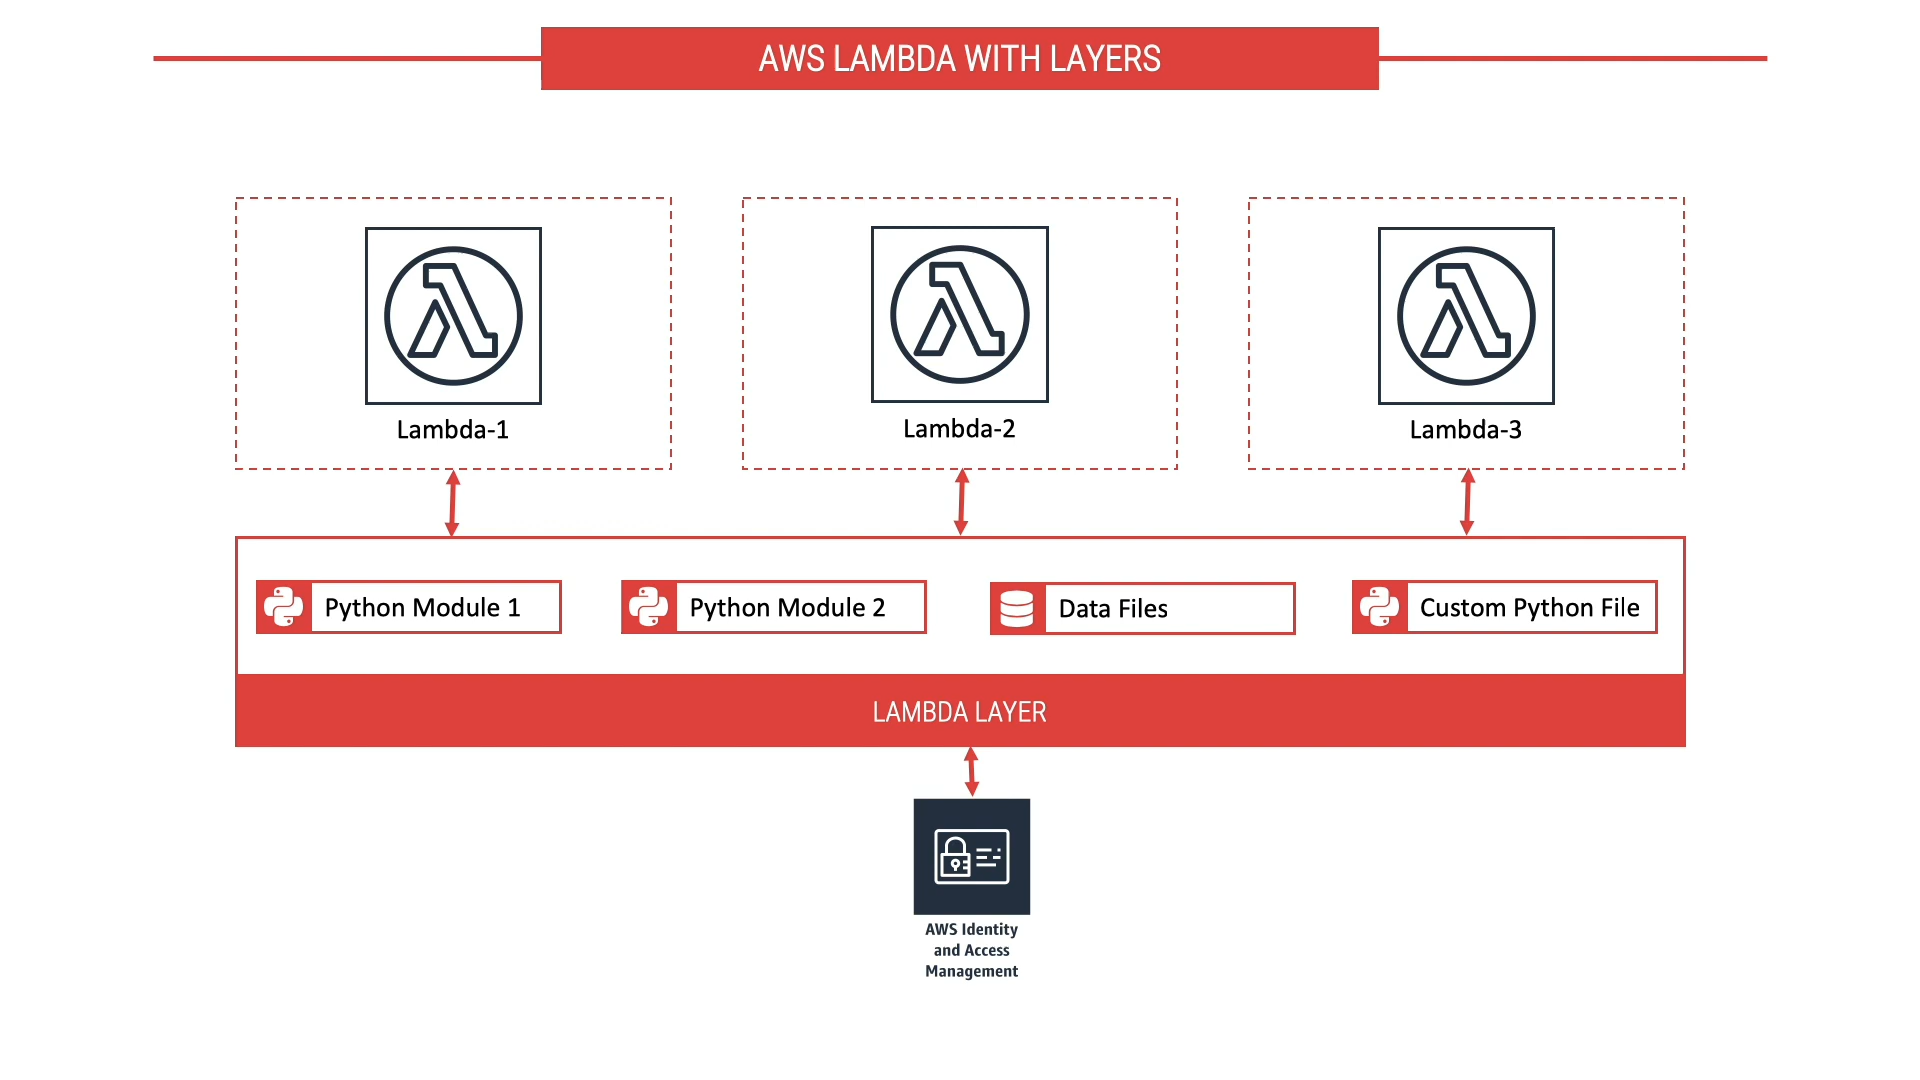 AWS LAMBDA WITH LAYERS
Lambda-1
Lambda-2
Lambda-3
Python Module 1
Python Module 2
Data Files
Custom Python File
LAMBDA LAYER
AWS Identity
and Access
Management